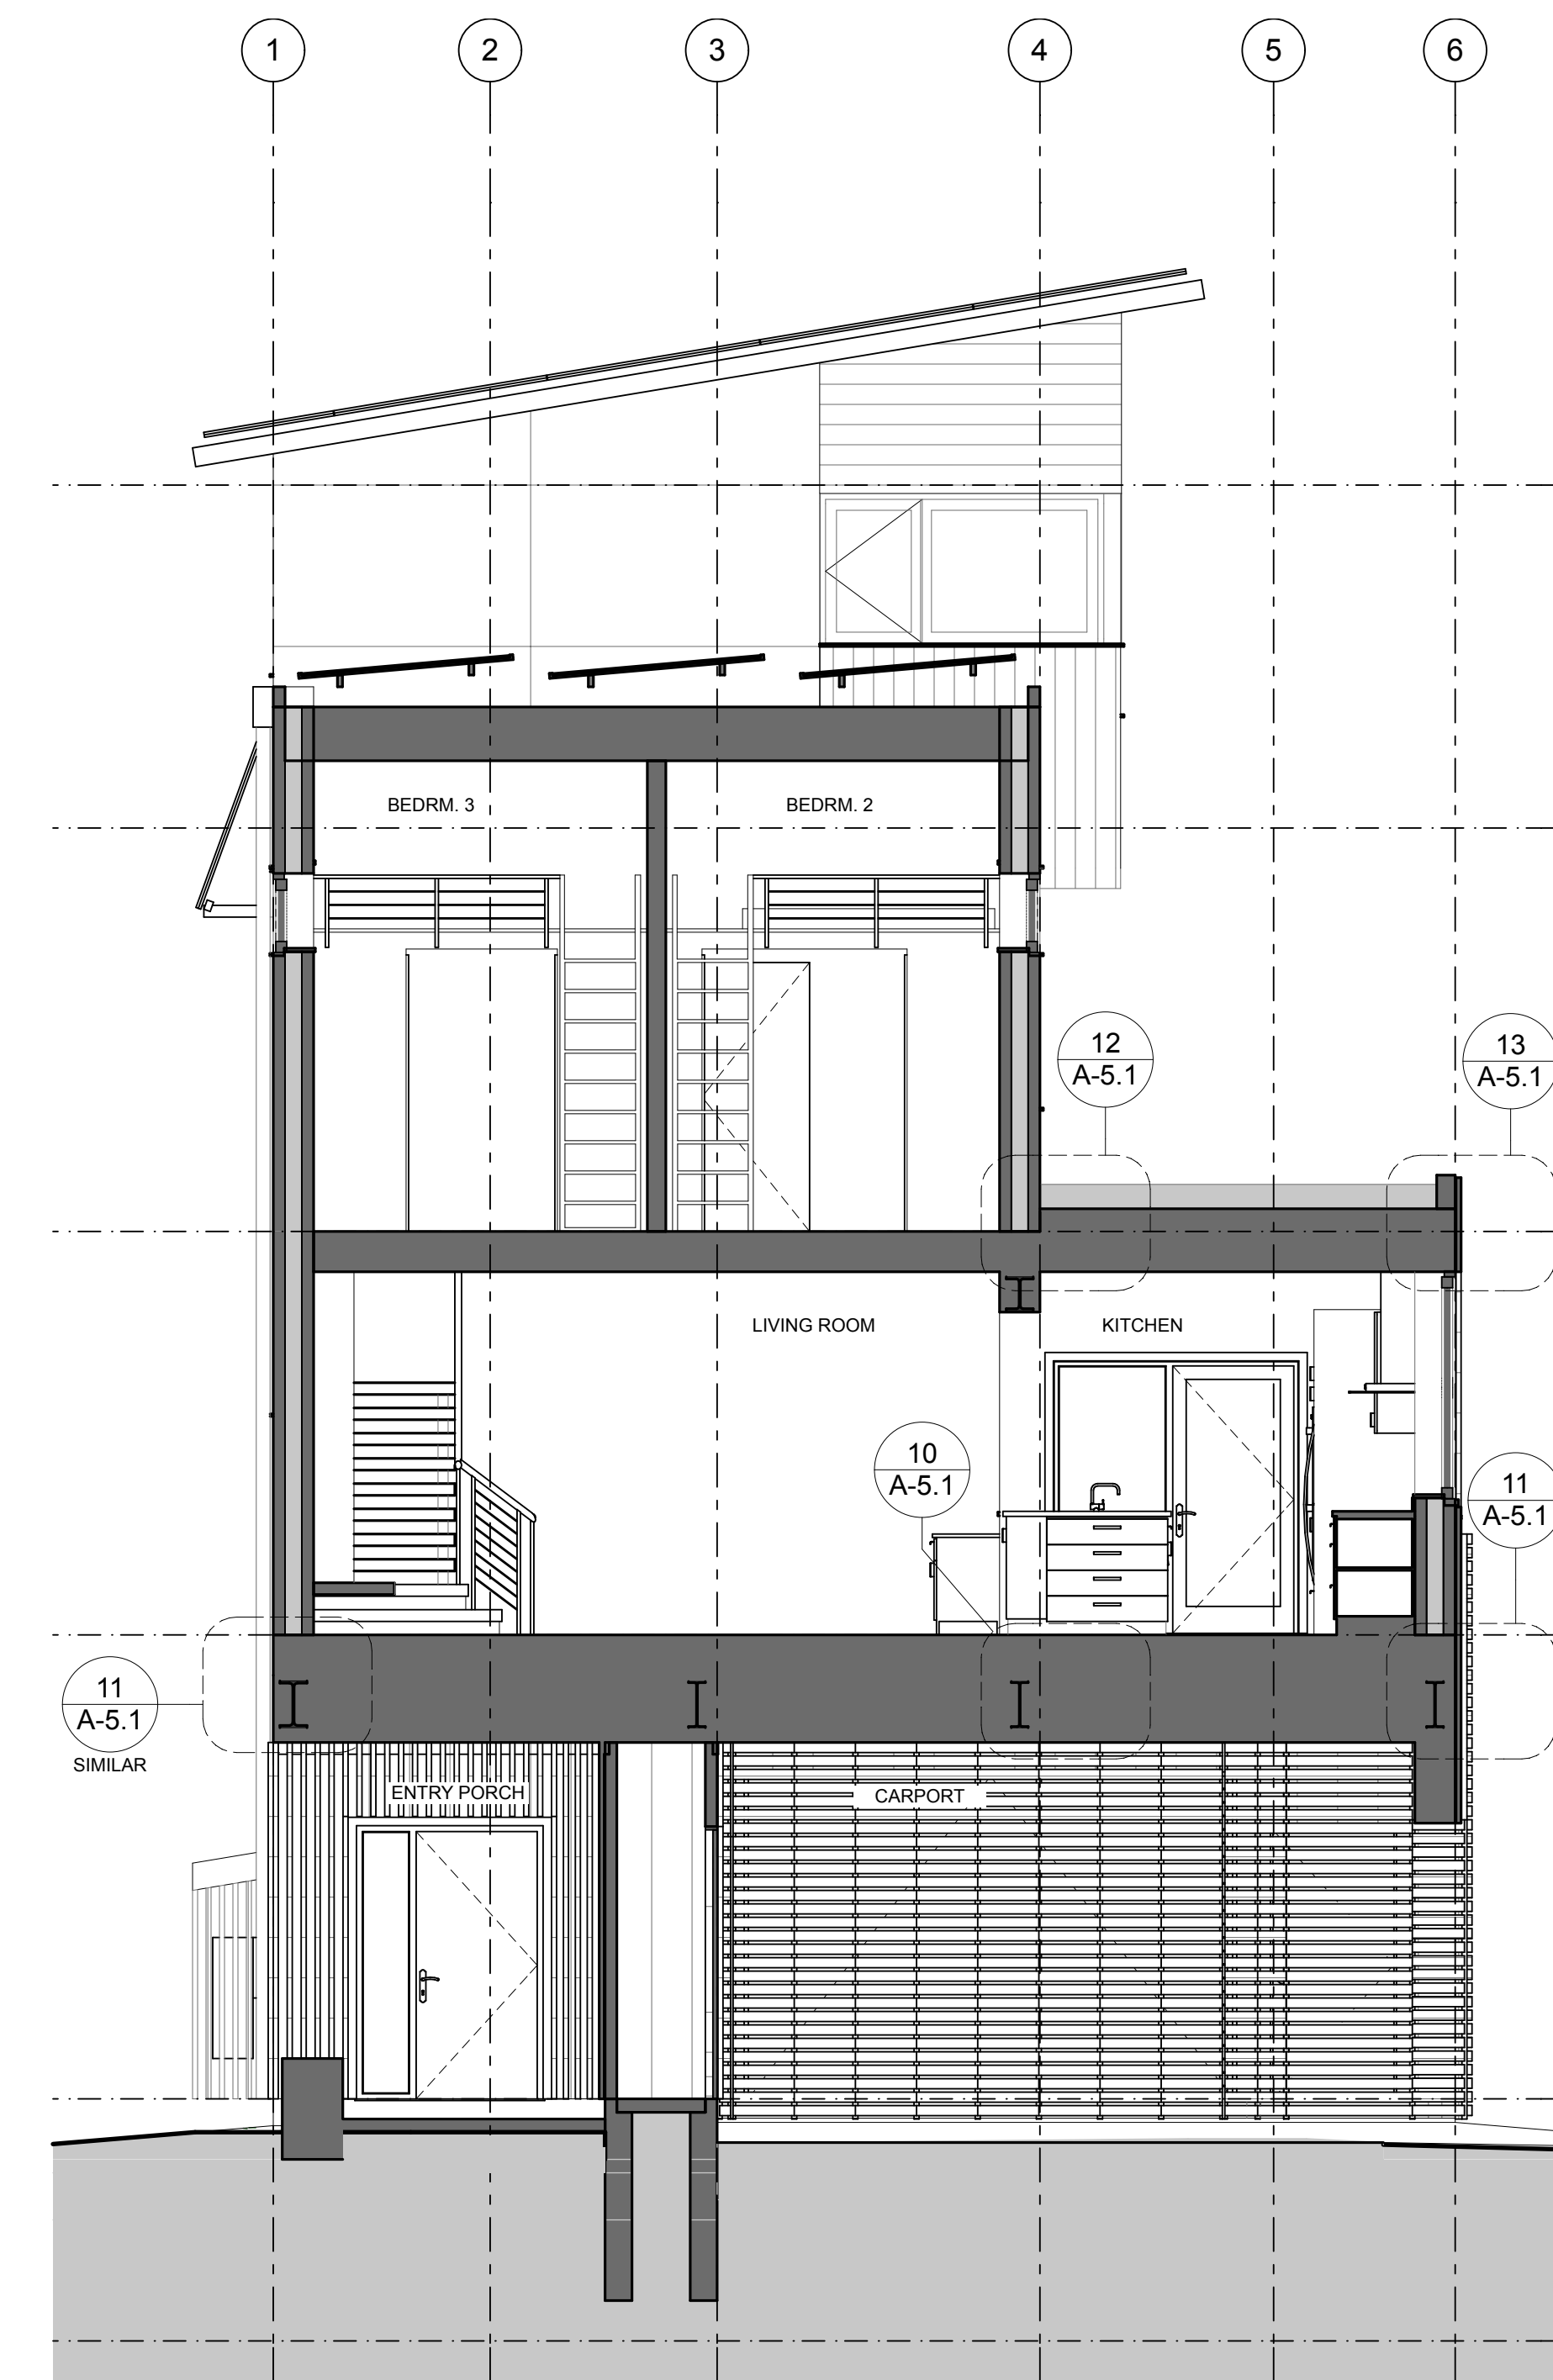 1
2
3
4
5
6
BEDRM. 3
BEDRM. 2
12
A-5.1
13
A-5.1
LIVING ROOM
KITCHEN
10
A-5.1
11
A-5.1
11
A-5.1
SIMILAR
ENTRY PORCH
CARPORT